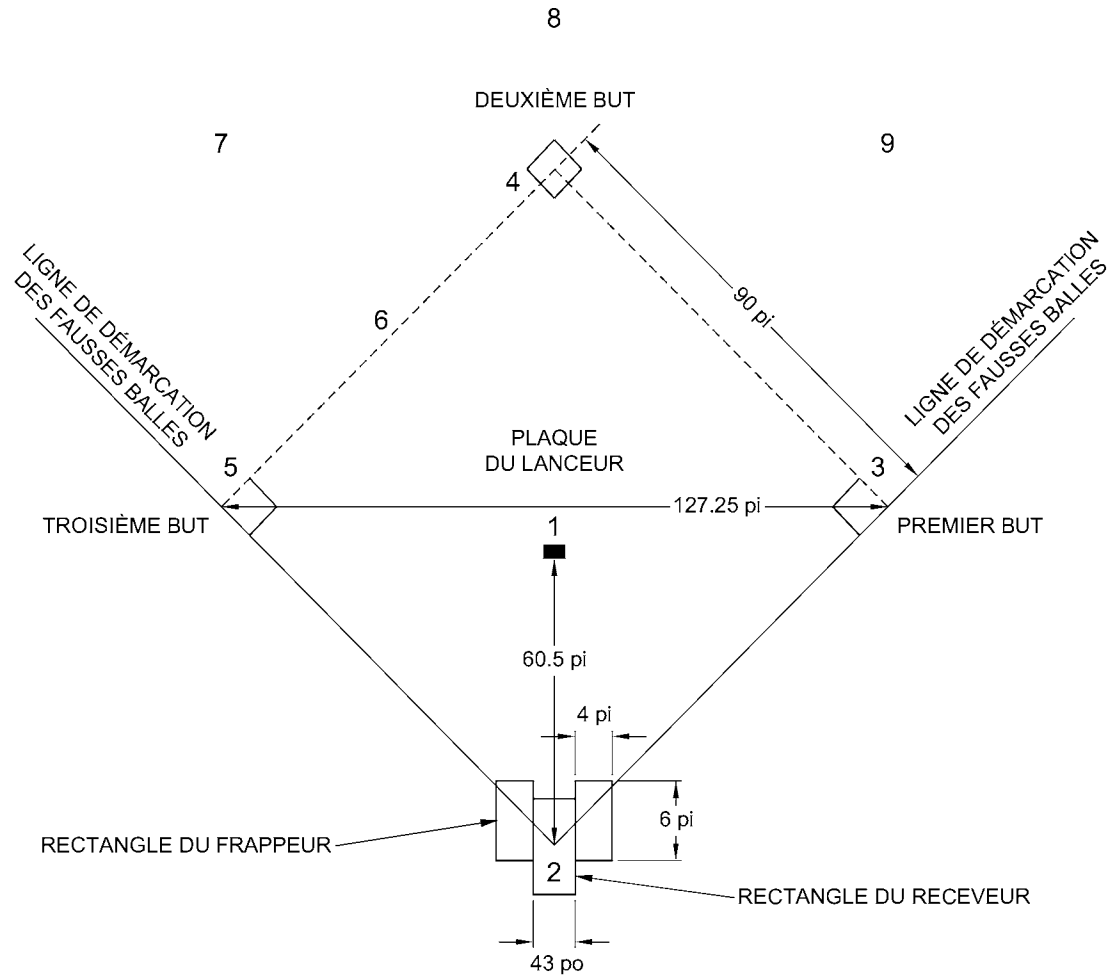 8
DEUXIÈME BUT
7
9
4
LIGNE DE DÉMARCATION
DES FAUSSES BALLES
90 pi
LIGNE DE DÉMARCATION
DES FAUSSES BALLES
6
PLAQUE
DU LANCEUR
5
3
127.25 pi
TROISIÈME BUT
1
PREMIER BUT
60.5 pi
4 pi
6 pi
RECTANGLE DU FRAPPEUR
2
RECTANGLE DU RECEVEUR
43 po